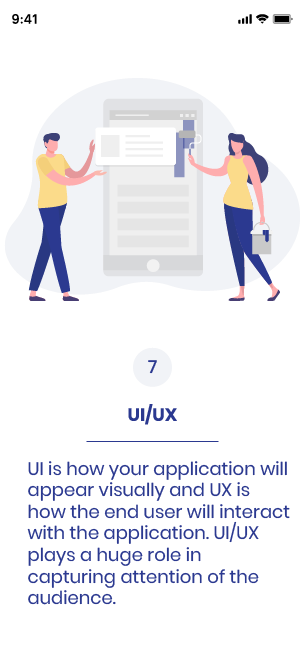 9:41
7
UI/UX
UI is how your application will
appear visually and UX is
how the end user will interact
with the application. UI/UX
plays a huge role in
capturing attention of the
audience.